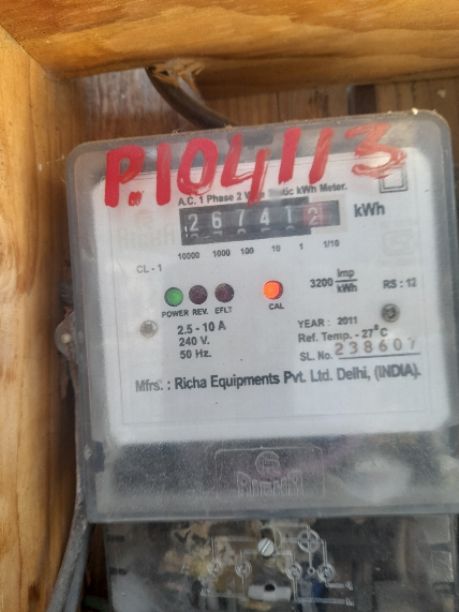 P.104113
A.C. 1 Phase 2 W Static kWh Meter.
267412 kWh
10000 1000 100 10 1 1/10
CL - 1
3200 imp/kWh RS : 12
POWER REV. EFLT CAL
2.5 - 10 A
240 V.
50 Hz.
YEAR : 2011
Ref. Temp. - 27°C
SL. No. 238607
Mfrs. : Richa Equipments Pvt. Ltd. Delhi, (INDIA).